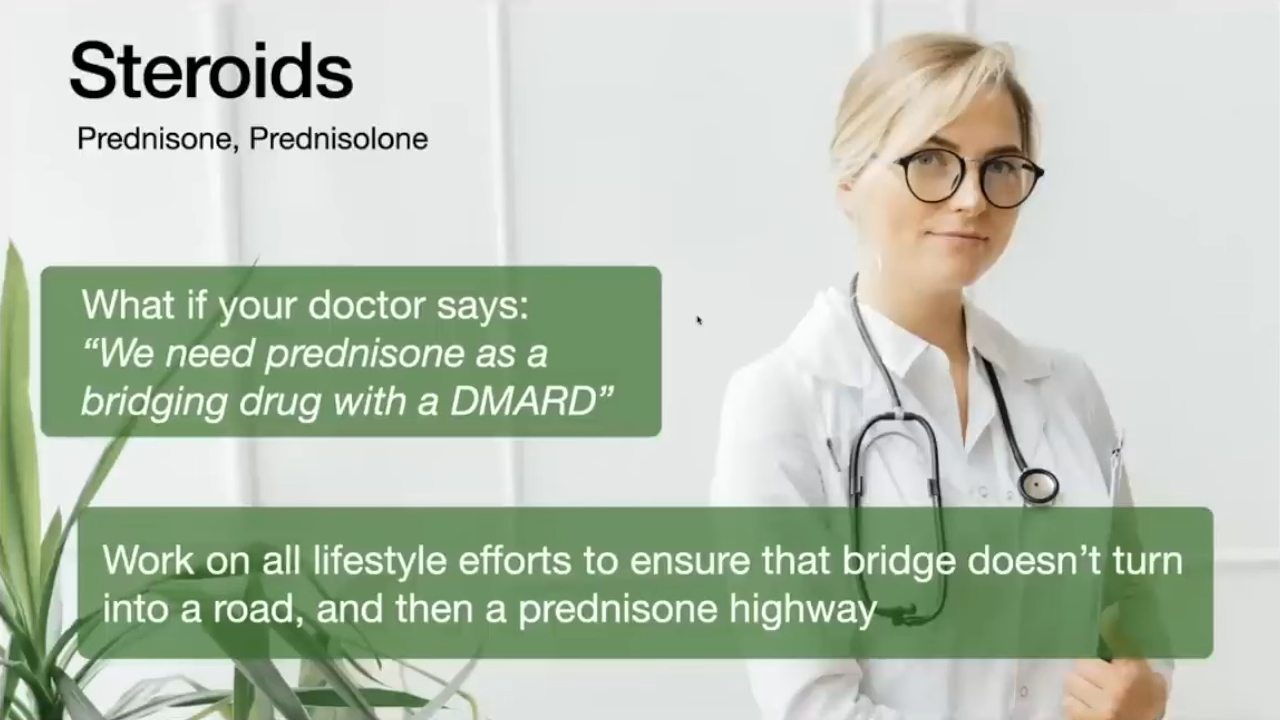 Steroids
Prednisone, Prednisolone
What if your doctor says:
“We need prednisone as a
bridging drug with a DMARD”
Work on all lifestyle efforts to ensure that bridge doesn’t turn
into a road, and then a prednisone highway